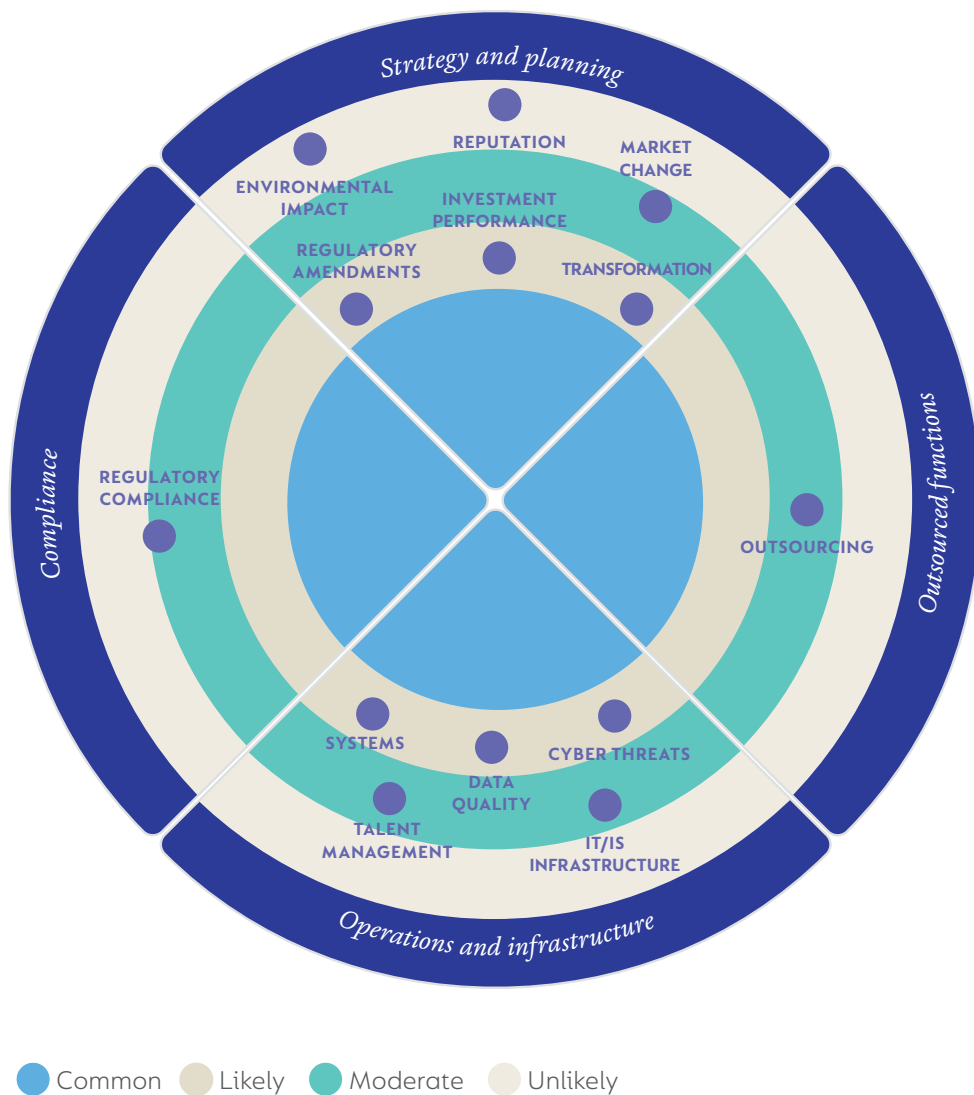 Strategy and planning
REPUTATION
MARKET
CHANGE
ENVIRONMENTAL
IMPACT
INVESTMENT
PERFORMANCE
REGULATORY
AMENDMENTS
TRANSFORMATION
Compliance
REGULATORY
COMPLIANCE
Outsourced functions
OUTSOURCING
SYSTEMS
CYBER THREATS
DATA
QUALITY
TALENT
MANAGEMENT
IT/IS
INFRASTRUCTURE
Operations and infrastructure
Common
Likely
Moderate
Unlikely